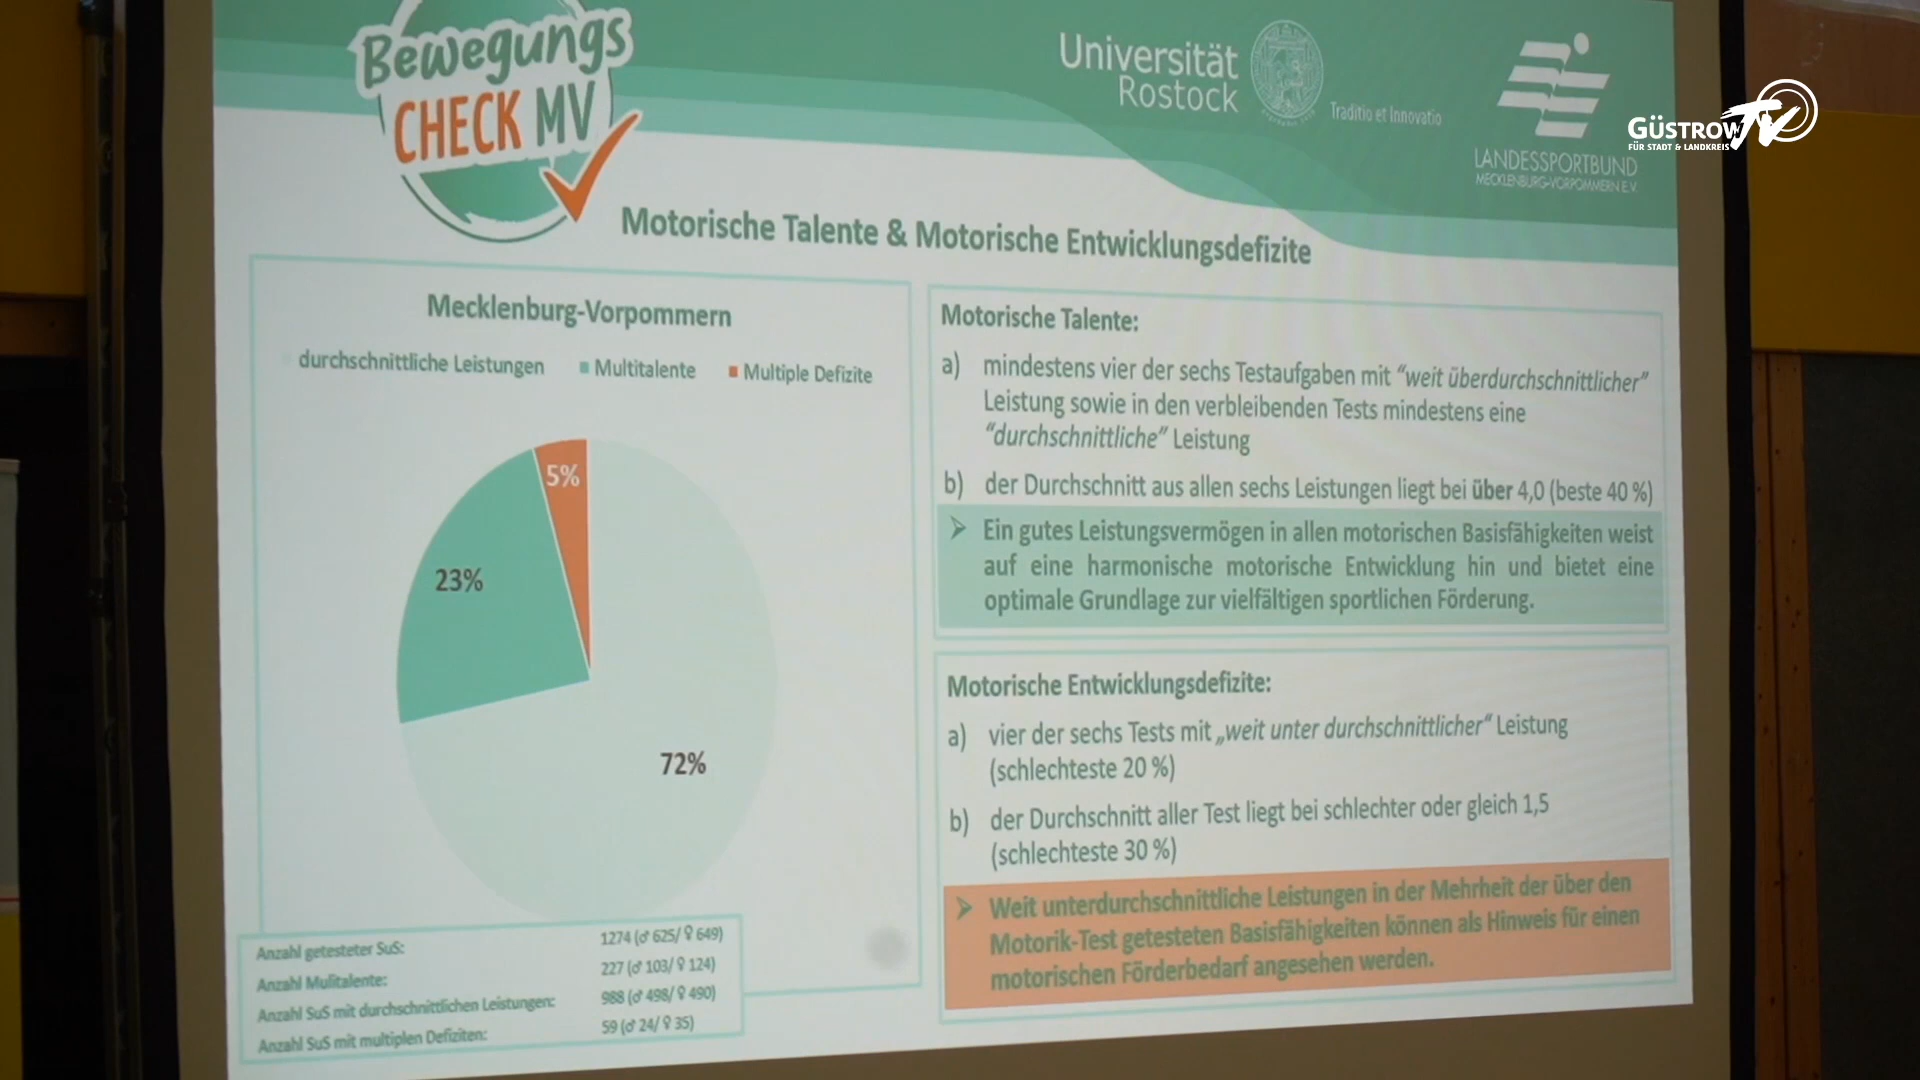 Bewegungs
CHECK MV
Universität
Rostock
Traditio et Innovatio
LANDESSPORTBUND
MECKLENBURG-VORPOMMERN E.V.
GÜSTROW TV
FÜR STADT & LANDKREIS
Motorische Talente & Motorische Entwicklungsdefizite
Mecklenburg-Vorpommern
durchschnittliche Leistungen Multitalente Multiple Defizite
5%
23%
72%
Anzahl getesteter SuS: 1274 (♂ 625/ ♀ 649)
Anzahl Mulitalente: 227 (♂ 103/ ♀ 124)
Anzahl SuS mit durchschnittlichen Leistungen: 988 (♂ 498/ ♀ 490)
Anzahl SuS mit multiplen Defiziten: 59 (♂ 24/ ♀ 35)
Motorische Talente:
a) mindestens vier der sechs Testaufgaben mit “weit überdurchschnittlicher”
Leistung sowie in den verbleibenden Tests mindestens eine
“durchschnittliche” Leistung
b) der Durchschnitt aus allen sechs Leistungen liegt bei über 4,0 (beste 40 %)
➢ Ein gutes Leistungsvermögen in allen motorischen Basisfähigkeiten weist
auf eine harmonische motorische Entwicklung hin und bietet eine
optimale Grundlage zur vielfältigen sportlichen Förderung.
Motorische Entwicklungsdefizite:
a) vier der sechs Tests mit „weit unter durchschnittlicher“ Leistung
(schlechteste 20 %)
b) der Durchschnitt aller Test liegt bei schlechter oder gleich 1,5
(schlechteste 30 %)
➢ Weit unterdurchschnittliche Leistungen in der Mehrheit der über den
Motorik-Test getesteten Basisfähigkeiten können als Hinweis für einen
motorischen Förderbedarf angesehen werden.